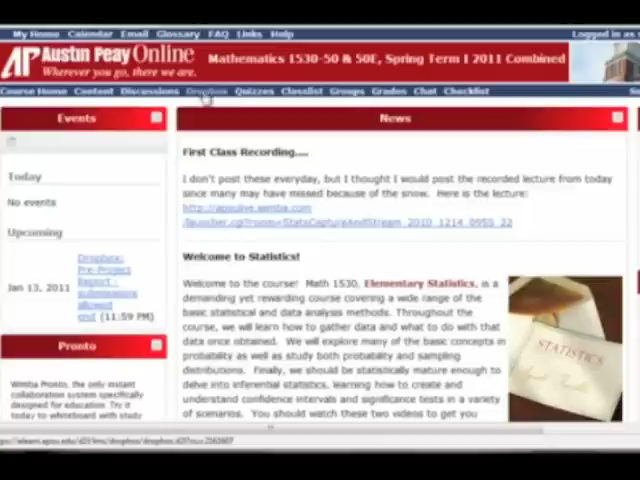 My Home Calendar Email Glossary FAQ Links Help
Logged in as
AP Austin Peay Online
Wherever you go, there we are.
Mathematics 1530-50 & 50E, Spring Term I 2011 Combined
Course Home Content Discussions Dropbox Quizzes Classlist Groups Grades Chat Checklist
Events
News
Today
No events
Upcoming
Jan 13, 2011
Dropbox:
Pre-Project
Report -
submissions
allowed
end (11:59 PM)
Pronto
Wimba Pronto, the only instant
collaboration system specifically
designed for education. Try it
today to whiteboard with study
First Class Recording....
I don't post these everyday, but I thought I would post the recorded lecture from today
since many may have missed because of the snow. Here is the lecture:
Welcome to Statistics!
Welcome to the course! Math 1530, Elementary Statistics, is a
demanding yet rewarding course covering a wide range of the
basic statistical and data analysis methods. Throughout the
course, we will learn how to gather data and what to do with that
data once obtained. We will explore many of the basic concepts in
probability as well as study both probability and sampling
distributions. Finally, we should be statistically mature enough to
delve into inferential statistics, learning how to create and
understand confidence intervals and significance tests in a variety
of scenarios. You should watch these two videos to get you
STATISTICS